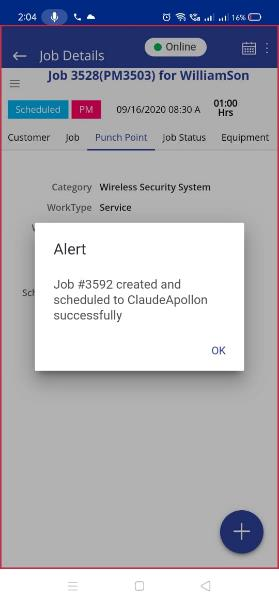 2:04 16%
Job Details Online
Job 3528(PM3503) for WilliamSon
Scheduled PM 09/16/2020 08:30 A 01:00
Hrs
Customer Job Punch Point Job Status Equipment
Category Wireless Security System
WorkType Service
Alert
Job #3592 created and
scheduled to ClaudeApollon
successfully
OK